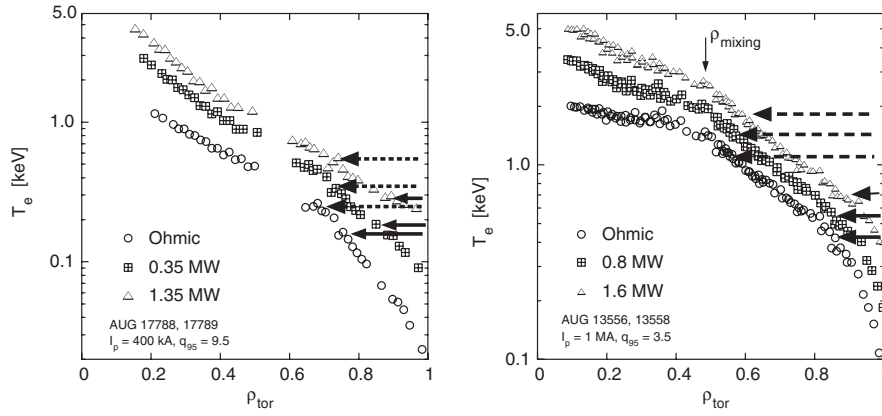 5.0
1.0
0.1
T_e [keV]
Ohmic
0.35 MW
1.35 MW
AUG 17788, 17789
I_p = 400 kA, q_95 = 9.5
0.2 0.4 0.6 0.8 1
ρ_tor
5.0
1.0
0.1
T_e [keV]
ρ_mixing
Ohmic
0.8 MW
1.6 MW
AUG 13556, 13558
I_p = 1 MA, q_95 = 3.5
0.0 0.2 0.4 0.6 0.8
ρ_tor